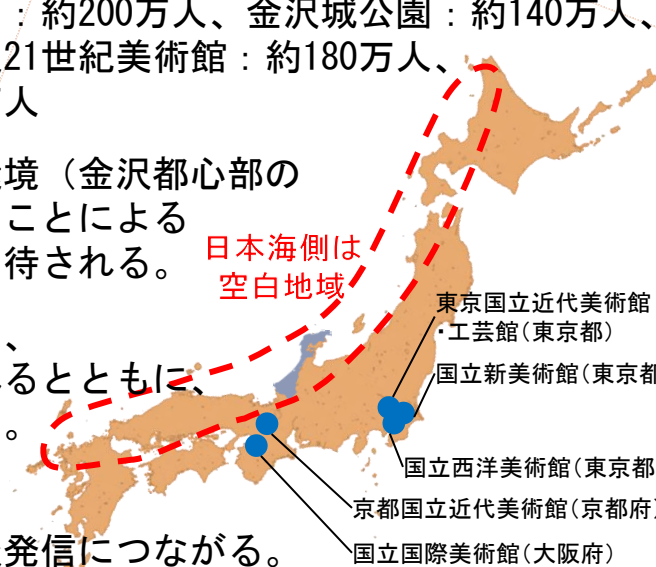 ：約200万人、金沢城公園：約140万人、
21世紀美術館：約180万人、
人
境（金沢都心部の
ことによる
待される。
日本海側は
空白地域
、
るとともに、
。
東京国立近代美術館
・工芸館（東京都）
国立新美術館（東京都
国立西洋美術館（東京都
京都国立近代美術館（京都府）
国立国際美術館（大阪府）
発信につながる。